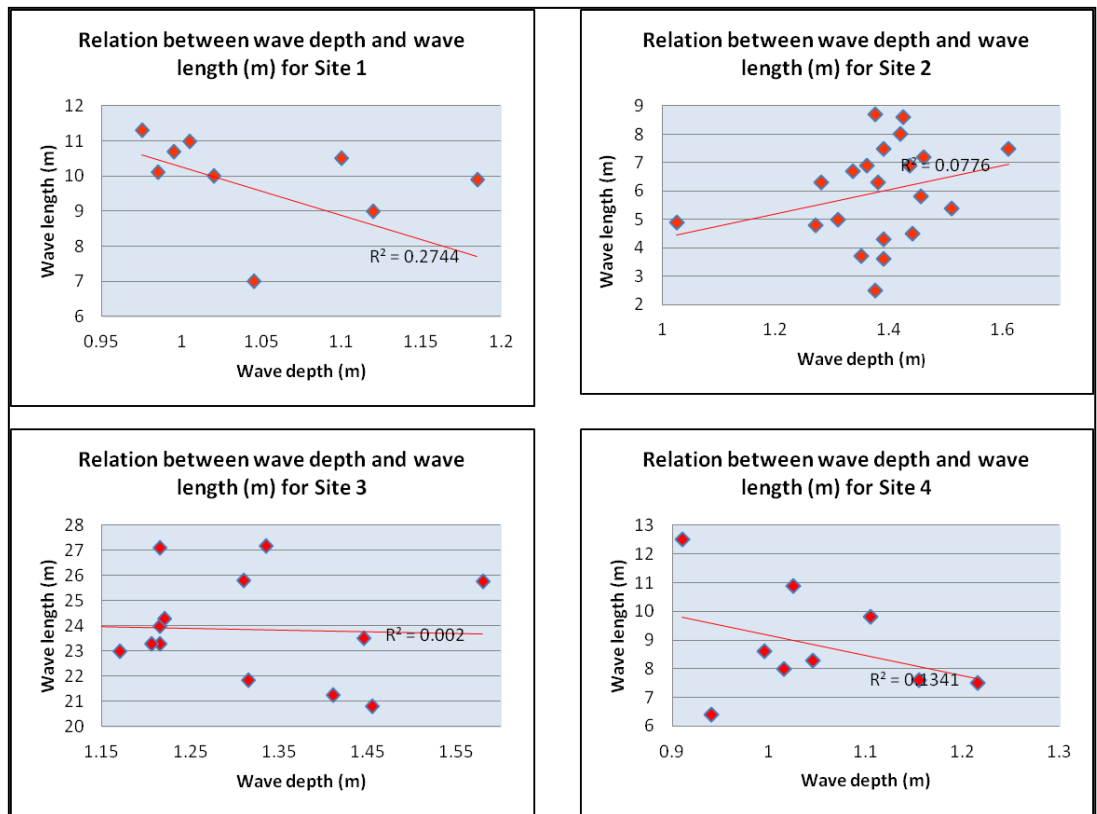 Relation between wave depth and wave
length (m) for Site 1
12
11
10
9
8
7
6
Wave length (m)
R² = 0.2744
0.95 1 1.05 1.1 1.15 1.2
Wave depth (m)
Relation between wave depth and wave
length (m) for Site 2
9
8
7
6
5
4
3
2
Wave length (m)
R² = 0.0776
1 1.2 1.4 1.6
Wave depth (m)
Relation between wave depth and wave
length (m) for Site 3
28
27
26
25
24
23
22
21
20
Wave length (m)
R² = 0.002
1.15 1.25 1.35 1.45 1.55
Wave depth (m)
Relation between wave depth and wave
length (m) for Site 4
13
12
11
10
9
8
7
6
Wave length (m)
R² = 0.1341
0.9 1 1.1 1.2 1.3
Wave depth (m)